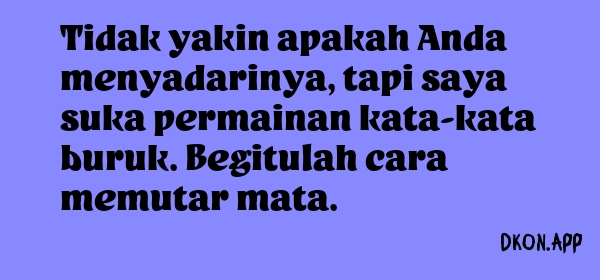 Tidak yakin apakah Anda
menyadarinya, tapi saya
suka permainan kata-kata
buruk. Begitulah cara
memutar mata.
DKON.APP